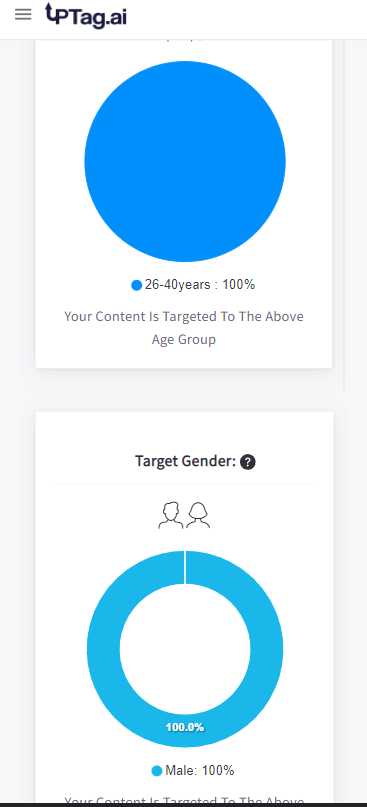 UPTag.ai
26-40years : 100%
Your Content Is Targeted To The Above
Age Group
Target Gender: ?
100.0%
Male: 100%
Your Content Is Targeted To The Above